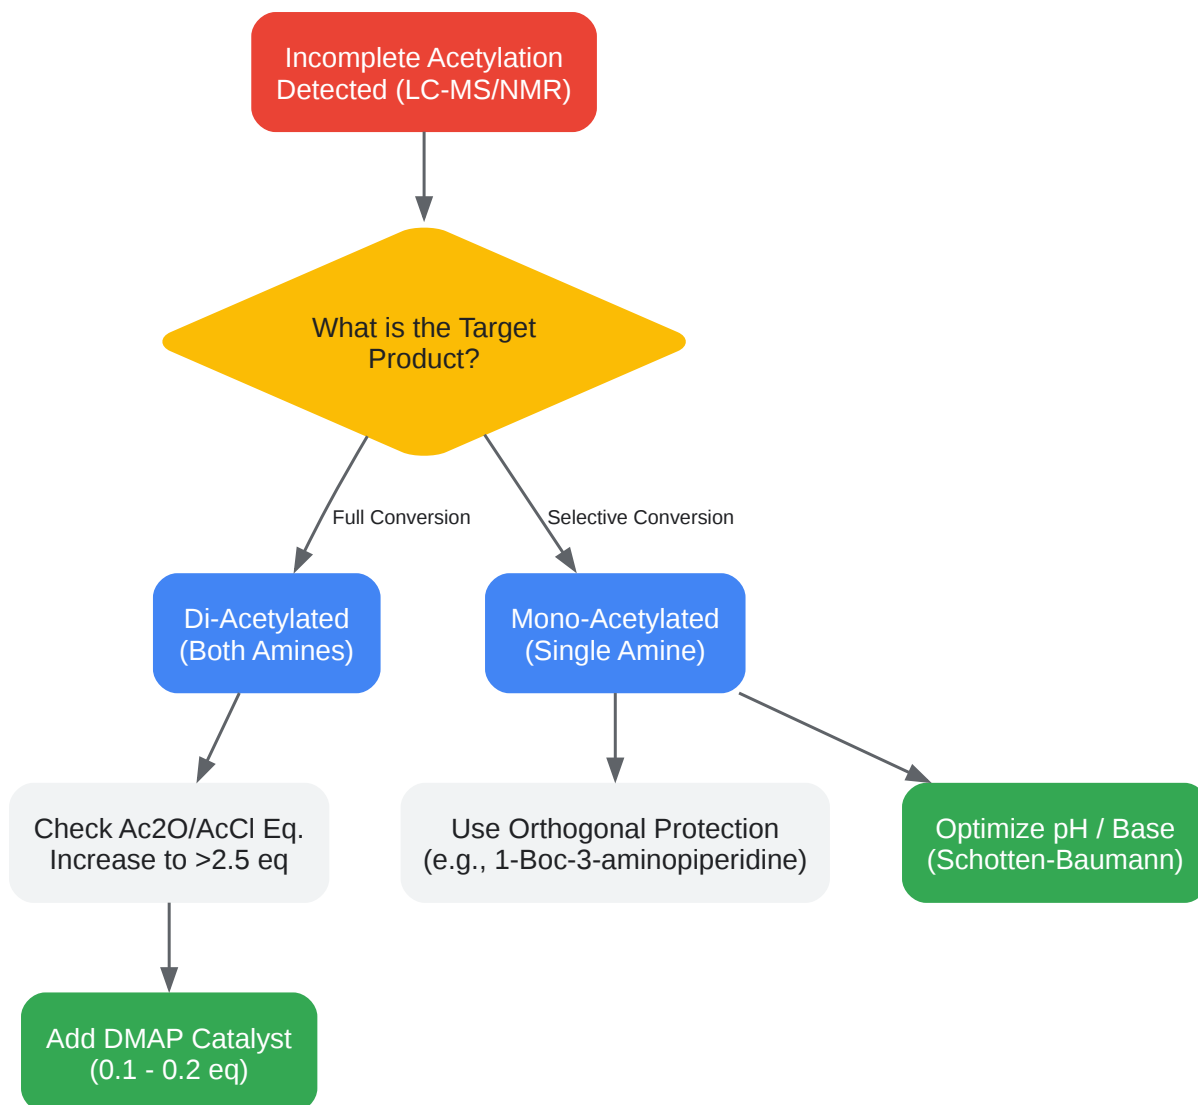 Incomplete Acetylation
Detected (LC-MS/NMR)
What is the Target
Product?
Full Conversion
Selective Conversion
Di-Acetylated
(Both Amines)
Mono-Acetylated
(Single Amine)
Check Ac2O/AcCl Eq.
Increase to >2.5 eq
Use Orthogonal Protection
(e.g., 1-Boc-3-aminopiperidine)
Optimize pH / Base
(Schotten-Baumann)
Add DMAP Catalyst
(0.1 - 0.2 eq)